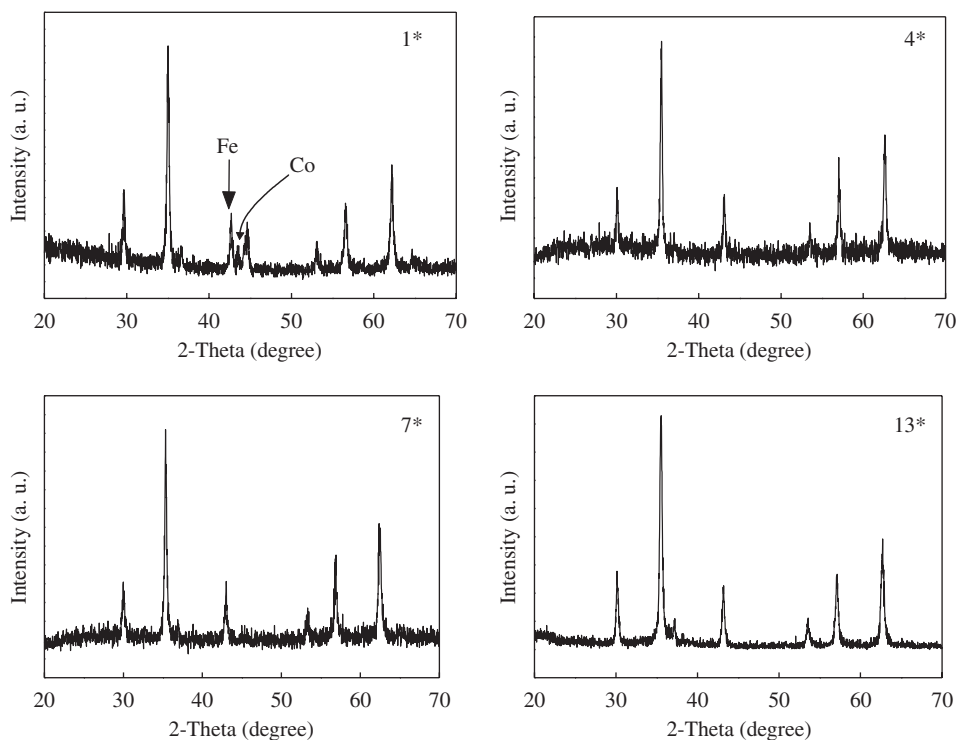 1*
Fe
Co
Intensity (a. u.)
20 30 40 50 60 70
2-Theta (degree)
4*
Intensity (a. u.)
20 30 40 50 60 70
2-Theta (degree)
7*
Intensity (a. u.)
20 30 40 50 60 70
2-Theta (degree)
13*
Intensity (a. u.)
20 30 40 50 60 70
2-Theta (degree)